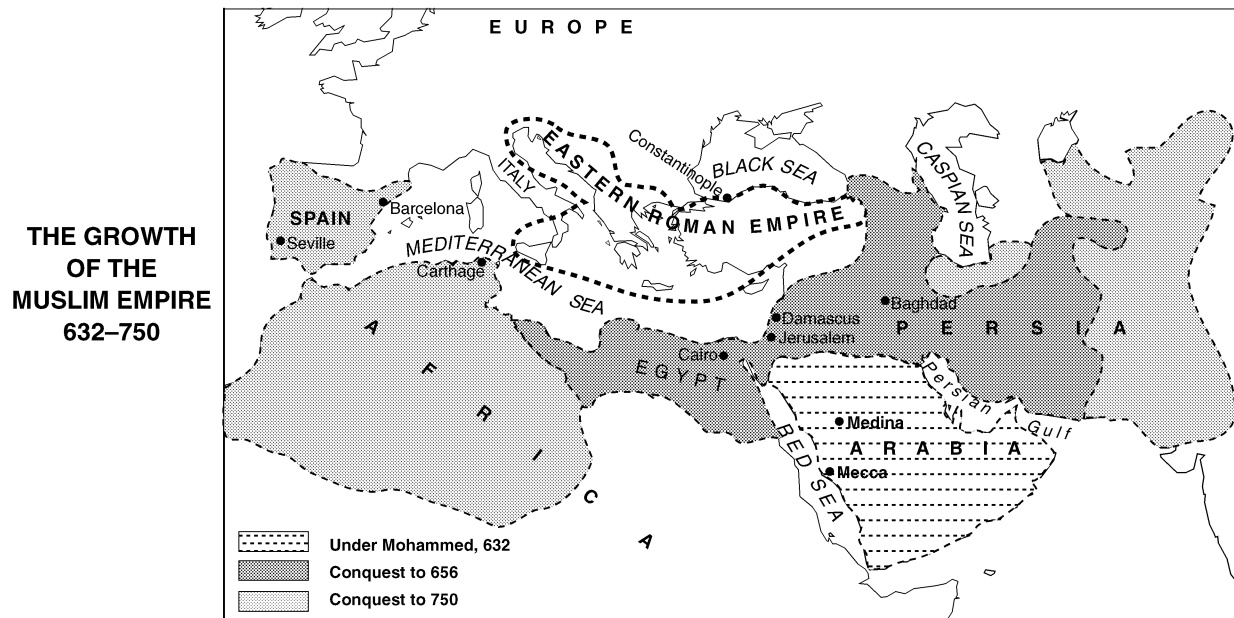 THE GROWTH
OF THE
MUSLIM EMPIRE
632–750
EUROPE
Constantinople
BLACK SEA
CASPIAN SEA
EASTERN ROMAN EMPIRE
ITALY
SPAIN
Barcelona
Seville
MEDITERRANEAN SEA
Carthage
Baghdad
Damascus
PERSIA
Jerusalem
Cairo
EGYPT
AFRICA
Persian Gulf
Medina
ARABIA
Mecca
RED SEA
Under Mohammed, 632
Conquest to 656
Conquest to 750